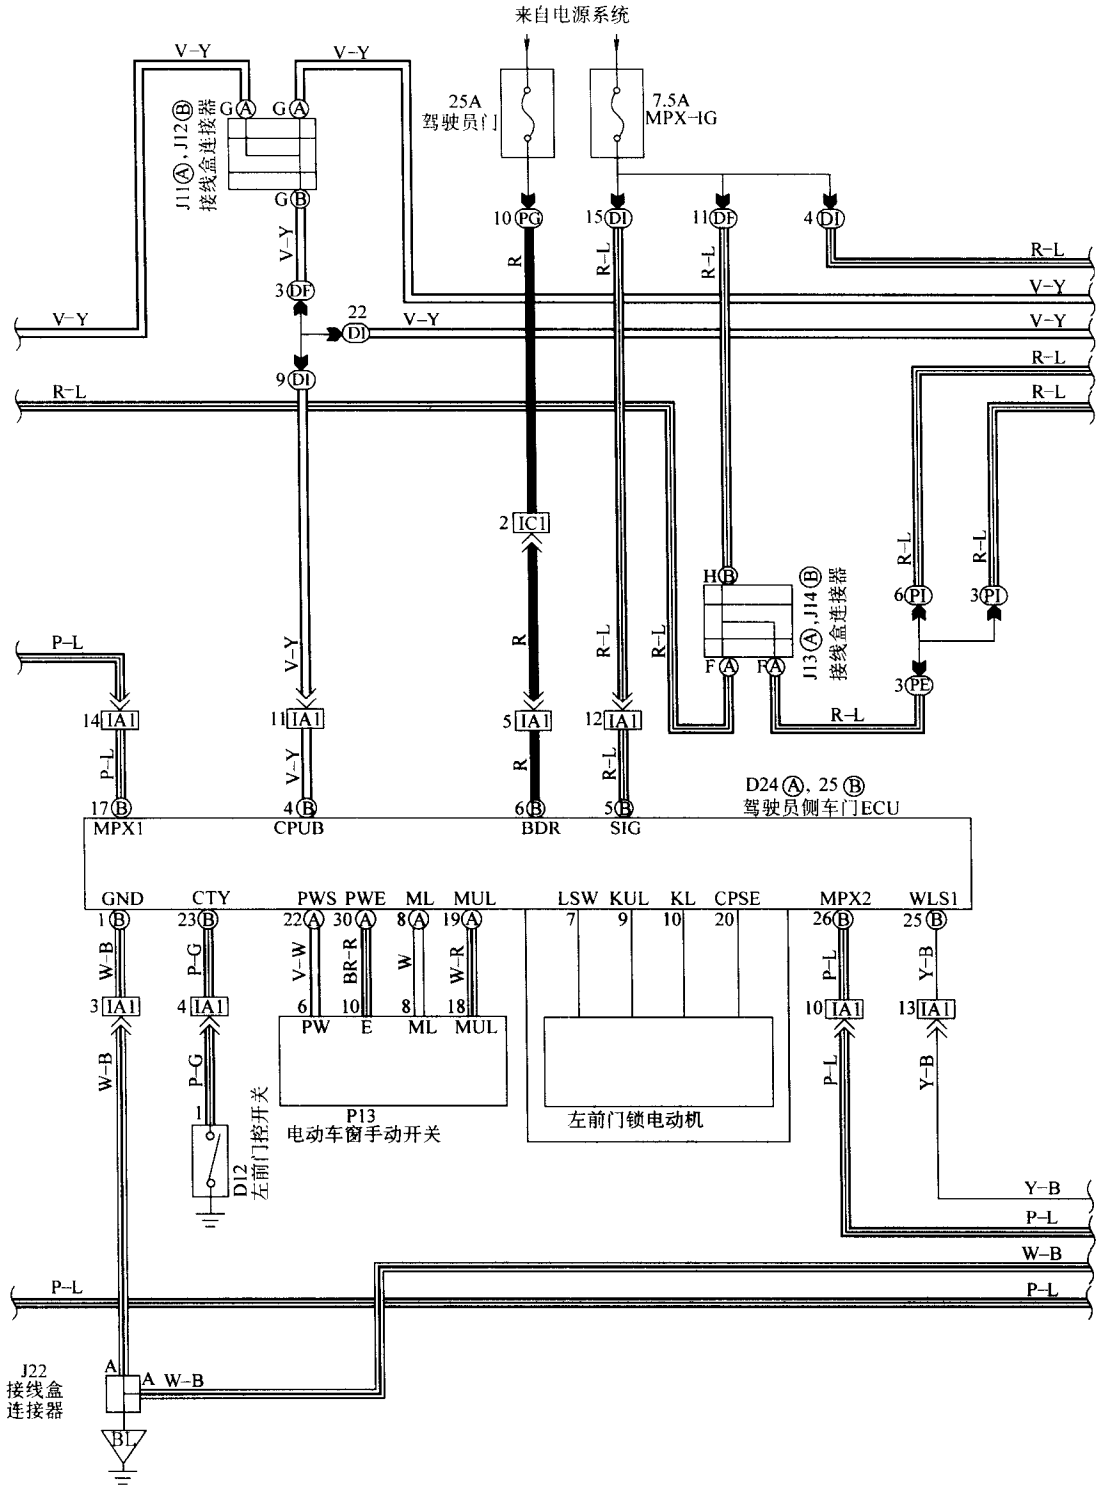 来自电源系统
V-Y
V-Y
G A
G A
J11 A, J12 B
接线盒连接器
25A
驾驶员门
7.5A
MPX-IG
G B
V-Y
10 PG
15 DI
11 DF
4 DI
R
R-L
R-L
R-L
V-Y
3 DF
22
DI
V-Y
V-Y
V-Y
9 DI
R-L
R-L
R-L
2 IC1
R-L
R-L
H B
J13 A, J14 B
接线盒连接器
6 PI
3 PI
P-L
V-Y
R
R-L
R-L
F A
F A
3 PE
14 IA1
11 IA1
5 IA1
12 IA1
R-L
P-L
V-Y
R
R-L
D24 A, 25 B
驾驶员侧车门ECU
17 B
4 B
6 B
5 B
MPX1
CPUB
BDR
SIG
GND
CTY
PWS
PWE
ML
MUL
LSW
KUL
KL
CPSE
MPX2
WLS1
1 B
23 B
22 A
30 A
8 A
19 A
7
9
10
20
26 B
25 B
W-B
P-G
V-W
BR-R
W
W-R
P-L
Y-B
3 IA1
4 IA1
6
10
8
18
10 IA1
13 IA1
PW
E
ML
MUL
W-B
P-G
P-L
Y-B
1
P13
电动车窗手动开关
左前门锁电动机
D12
左前门控开关
Y-B
P-L
W-B
P-L
P-L
J22
接线盒
连接器
A
A
W-B
BL